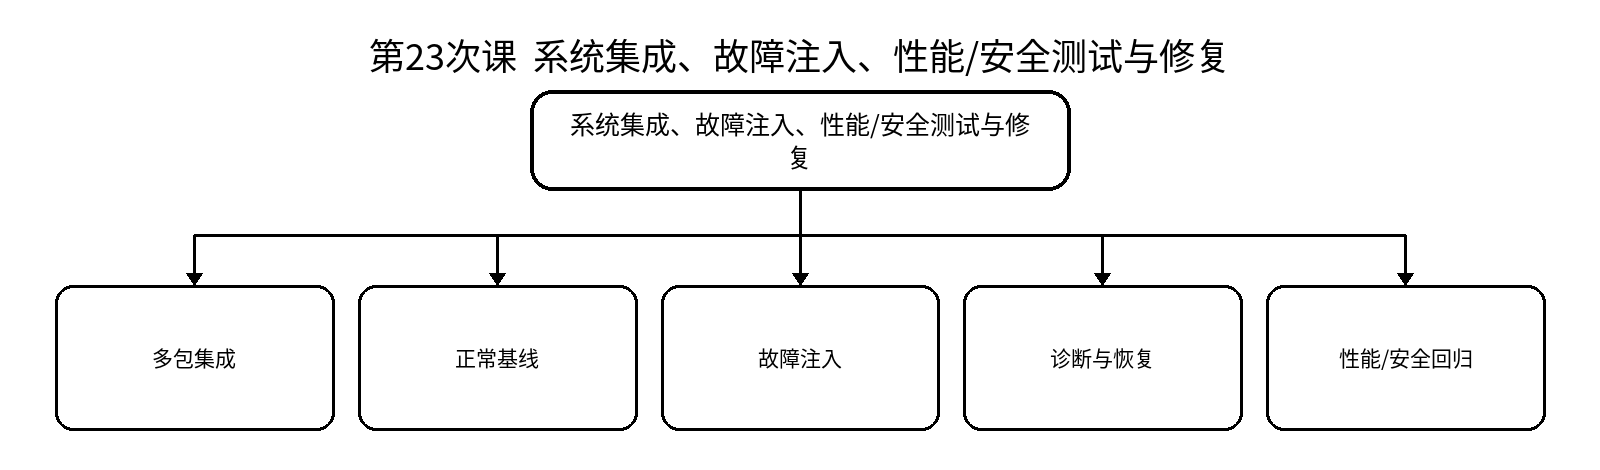 第23次课 系统集成、故障注入、性能/安全测试与修复
系统集成、故障注入、性能/安全测试与修
复
多包集成
正常基线
故障注入
诊断与恢复
性能/安全回归